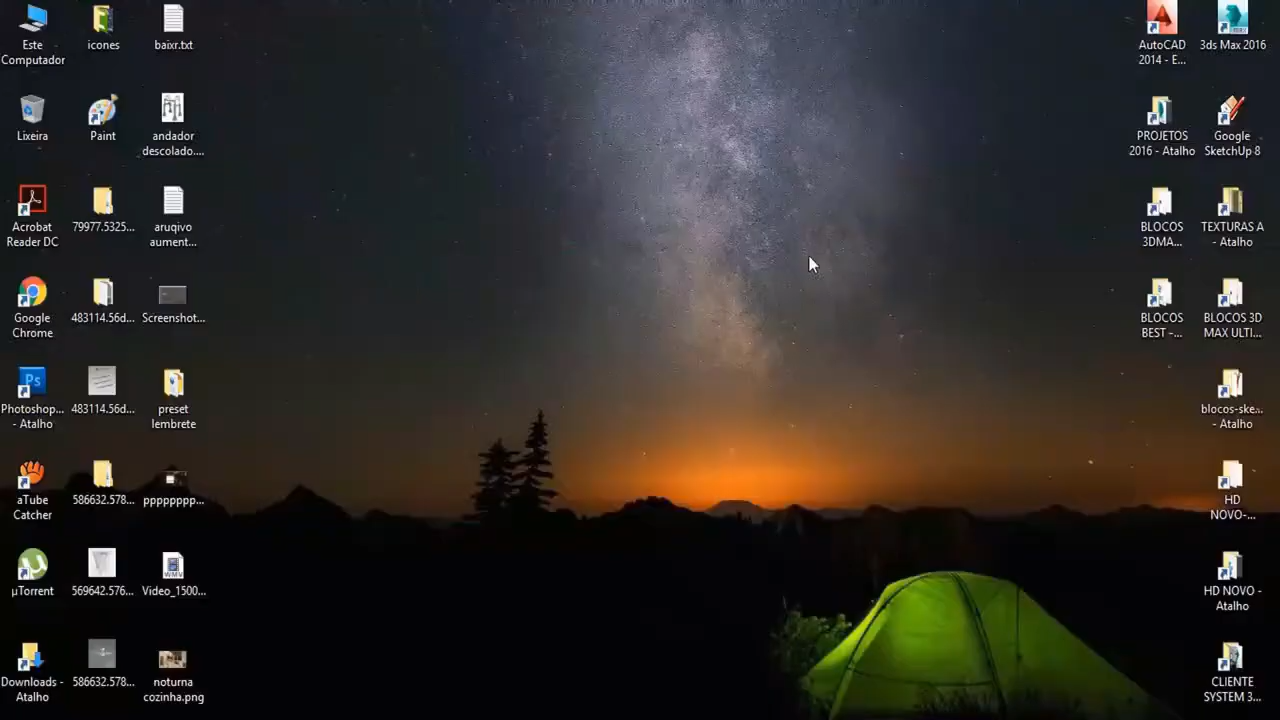 Este
Computador
icones
baixr.txt
AutoCAD
2014 - E...
3ds Max 2016
Lixeira
Paint
andador
descolado....
PROJETOS
2016 - Atalho
Google
SketchUp 8
Acrobat
Reader DC
79977.5325...
aruqivo
aument...
BLOCOS
3DMA...
TEXTURAS A
- Atalho
Google
Chrome
483114.56d...
Screenshot...
BLOCOS
BEST -...
BLOCOS 3D
MAX ULTI...
Ps
Photoshop...
- Atalho
483114.56d...
preset
lembrete
blocos-ske...
- Atalho
aTube
Catcher
586632.578...
pppppppp...
HD
NOVO-...
µTorrent
569642.576...
WMV
Video_1500...
HD NOVO -
Atalho
Downloads -
Atalho
586632.578...
noturna
cozinha.png
CLIENTE
SYSTEM 3...